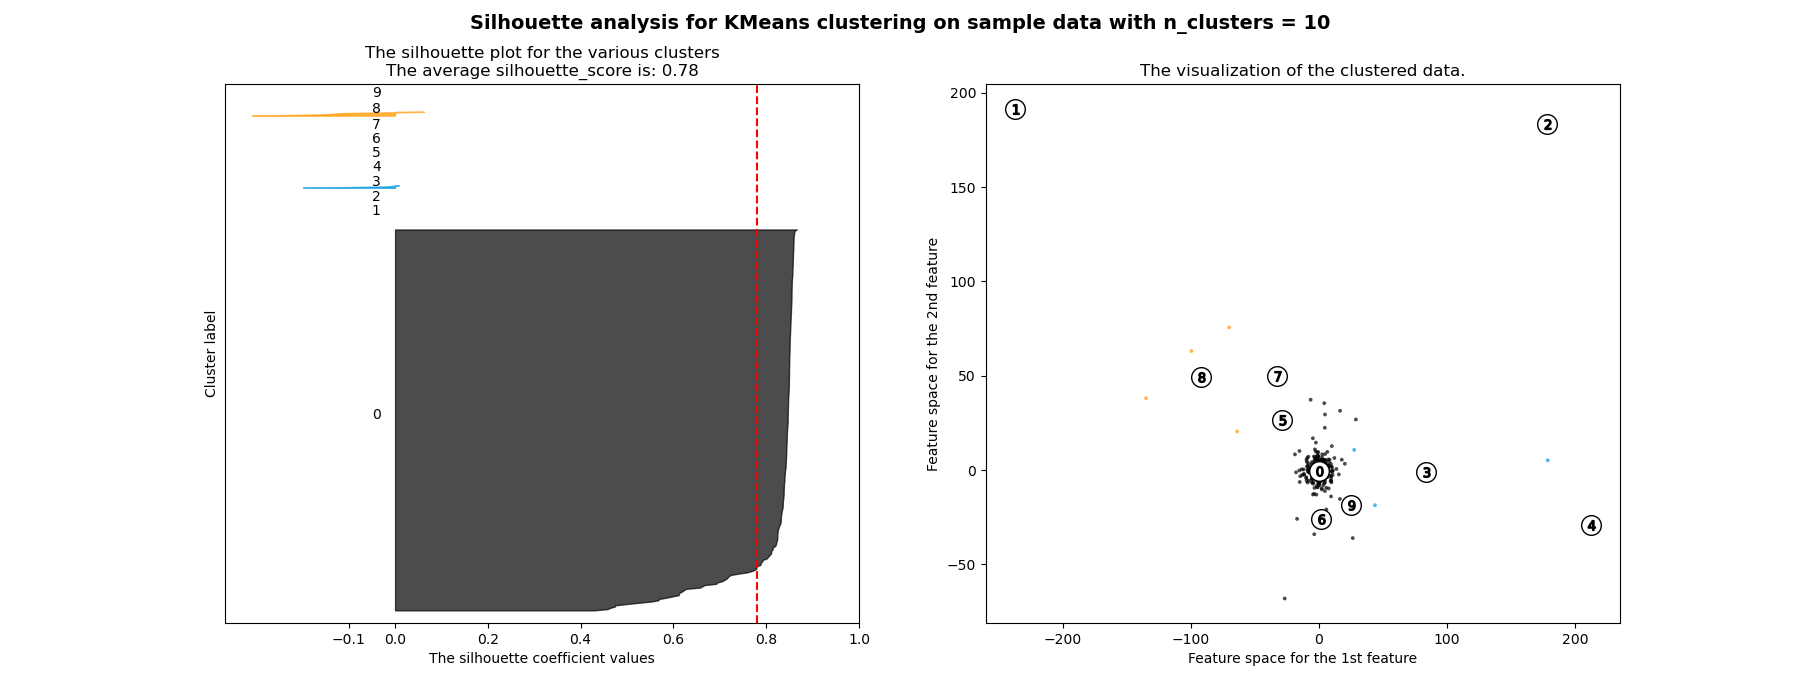 Silhouette analysis for KMeans clustering on sample data with n_clusters = 10
The silhouette plot for the various clusters
The average silhouette_score is: 0.78
Cluster label
9
8
7
6
5
4
3
2
1
0
−0.1 0.0 0.2 0.4 0.6 0.8 1.0
The silhouette coefficient values
The visualization of the clustered data.
Feature space for the 2nd feature
200
150
100
50
0
−50
1
2
8
7
5
0
3
9
6
4
−200 −100 0 100 200
Feature space for the 1st feature